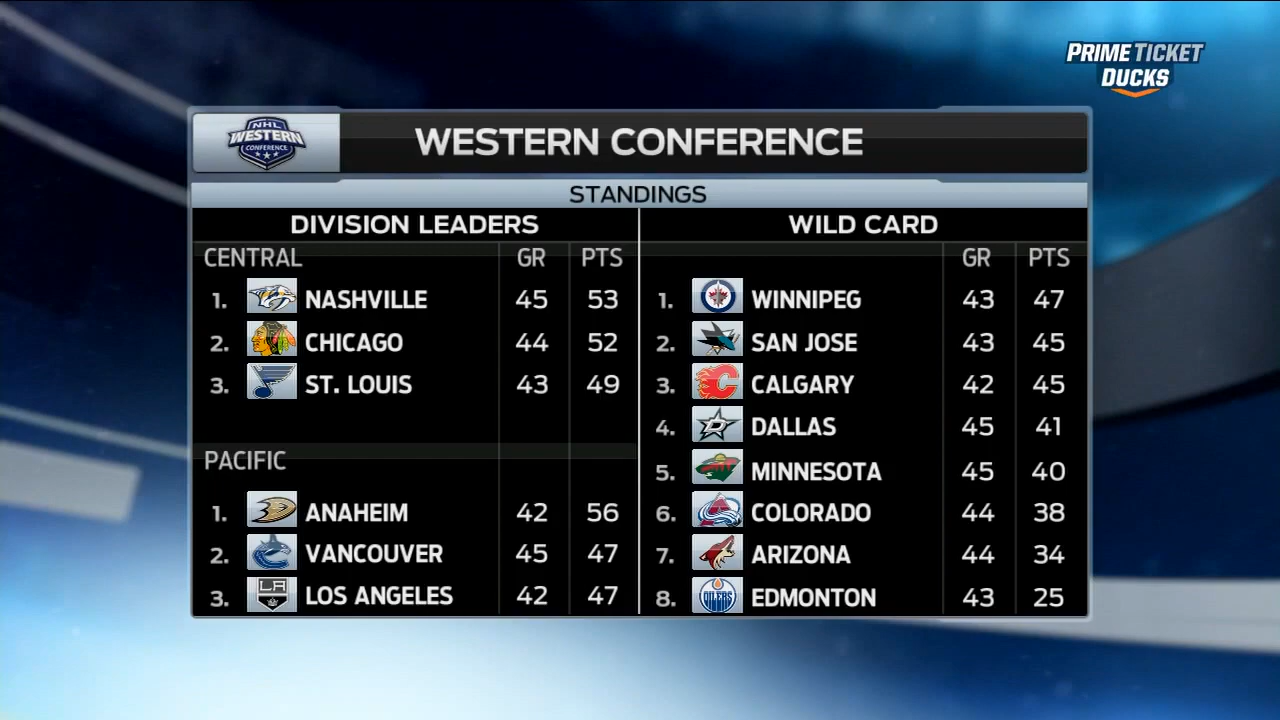 PRIME TICKET
DUCKS
NHL
WESTERN
CONFERENCE
WESTERN CONFERENCE
STANDINGS
DIVISION LEADERS
CENTRAL GR PTS
1. NASHVILLE 45 53
2. CHICAGO 44 52
3. ST. LOUIS 43 49
PACIFIC
1. ANAHEIM 42 56
2. VANCOUVER 45 47
3. LA LOS ANGELES 42 47
WILD CARD
GR PTS
1. WINNIPEG 43 47
2. SAN JOSE 43 45
3. CALGARY 42 45
4. DALLAS 45 41
5. MINNESOTA 45 40
6. COLORADO 44 38
7. ARIZONA 44 34
8. OILERS EDMONTON 43 25